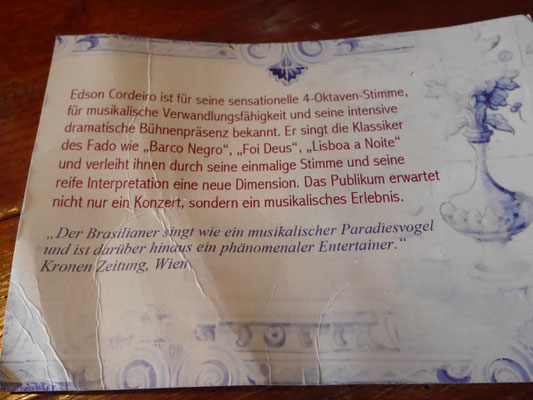 Edson Cordeiro ist für seine sensationelle 4-Oktaven-Stimme,
für musikalische Verwandlungsfähigkeit und seine intensive
dramatische Bühnenpräsenz bekannt. Er singt die Klassiker
des Fado wie „Barco Negro“, „Foi Deus“, „Lisboa a Noite“
und verleiht ihnen durch seine einmalige Stimme und seine
reife Interpretation eine neue Dimension. Das Publikum erwartet
nicht nur ein Konzert, sondern ein musikalisches Erlebnis.
„Der Brasilianer singt wie ein musikalischer Paradiesvogel
und ist darüber hinaus ein phänomenaler Entertainer.“
Kronen Zeitung, Wien